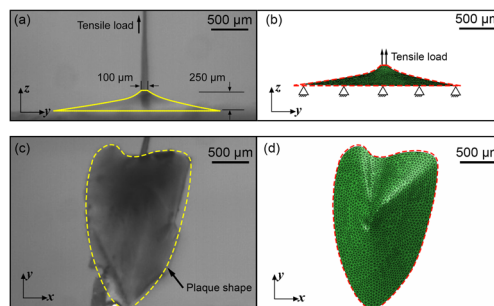 (a)
Tensile load
500 μm
100 μm
250 μm
z
y
(b)
500 μm
Tensile load
z
y
(c)
500 μm
y
x
Plaque shape
(d)
500 μm
y
x